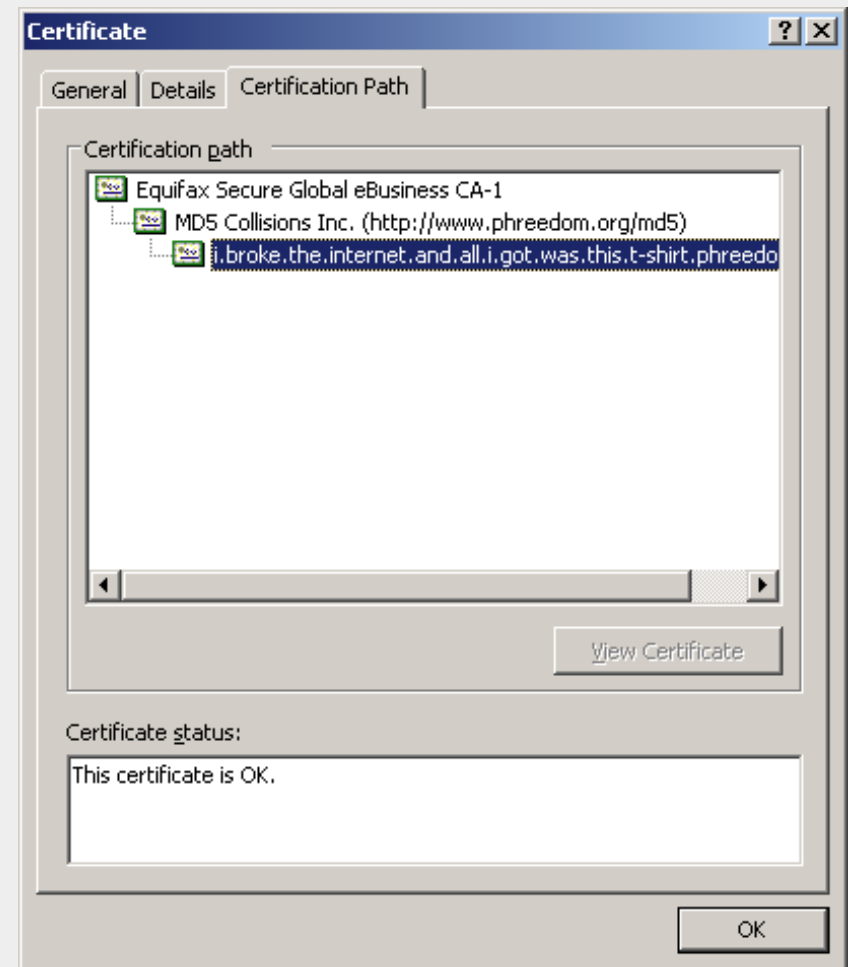 Certificate
General Details Certification Path
Certification path
Equifax Secure Global eBusiness CA-1
MD5 Collisions Inc. (http://www.phreedom.org/md5)
i.broke.the.internet.and.all.i.got.was.this.t-shirt.phreedo
View Certificate
Certificate status:
This certificate is OK.
OK